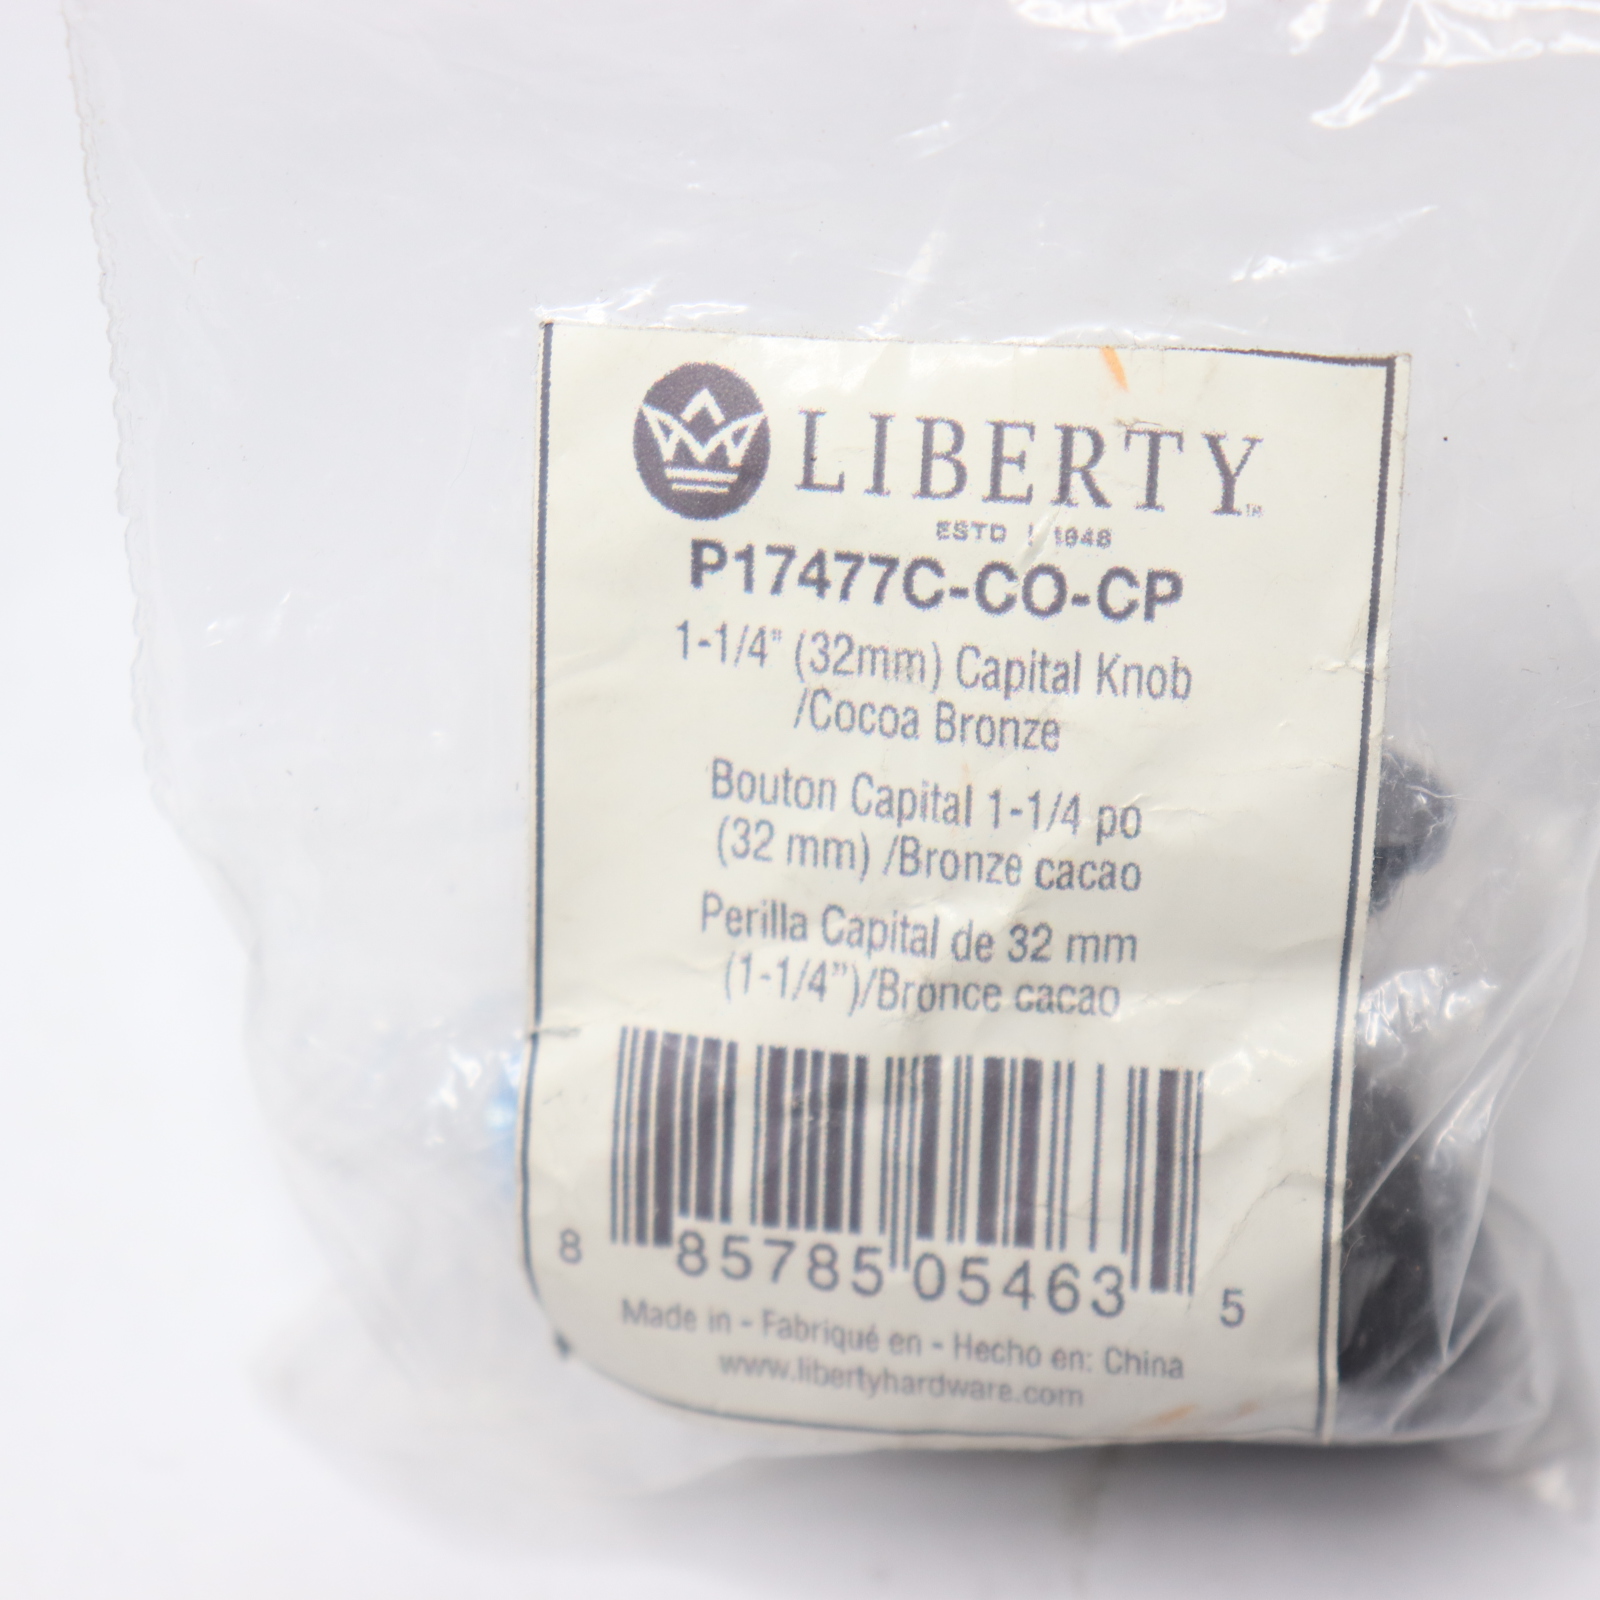 LIBERTY™
ESTD | 1948
P17477C-CO-CP
1-1/4" (32mm) Capital Knob
/Cocoa Bronze
Bouton Capital 1-1/4 po
(32 mm) /Bronze cacao
Perilla Capital de 32 mm
(1-1/4")/Bronce cacao
8 85785 05463 5
Made in - Fabriqué en - Hecho en: China
www.libertyhardware.com